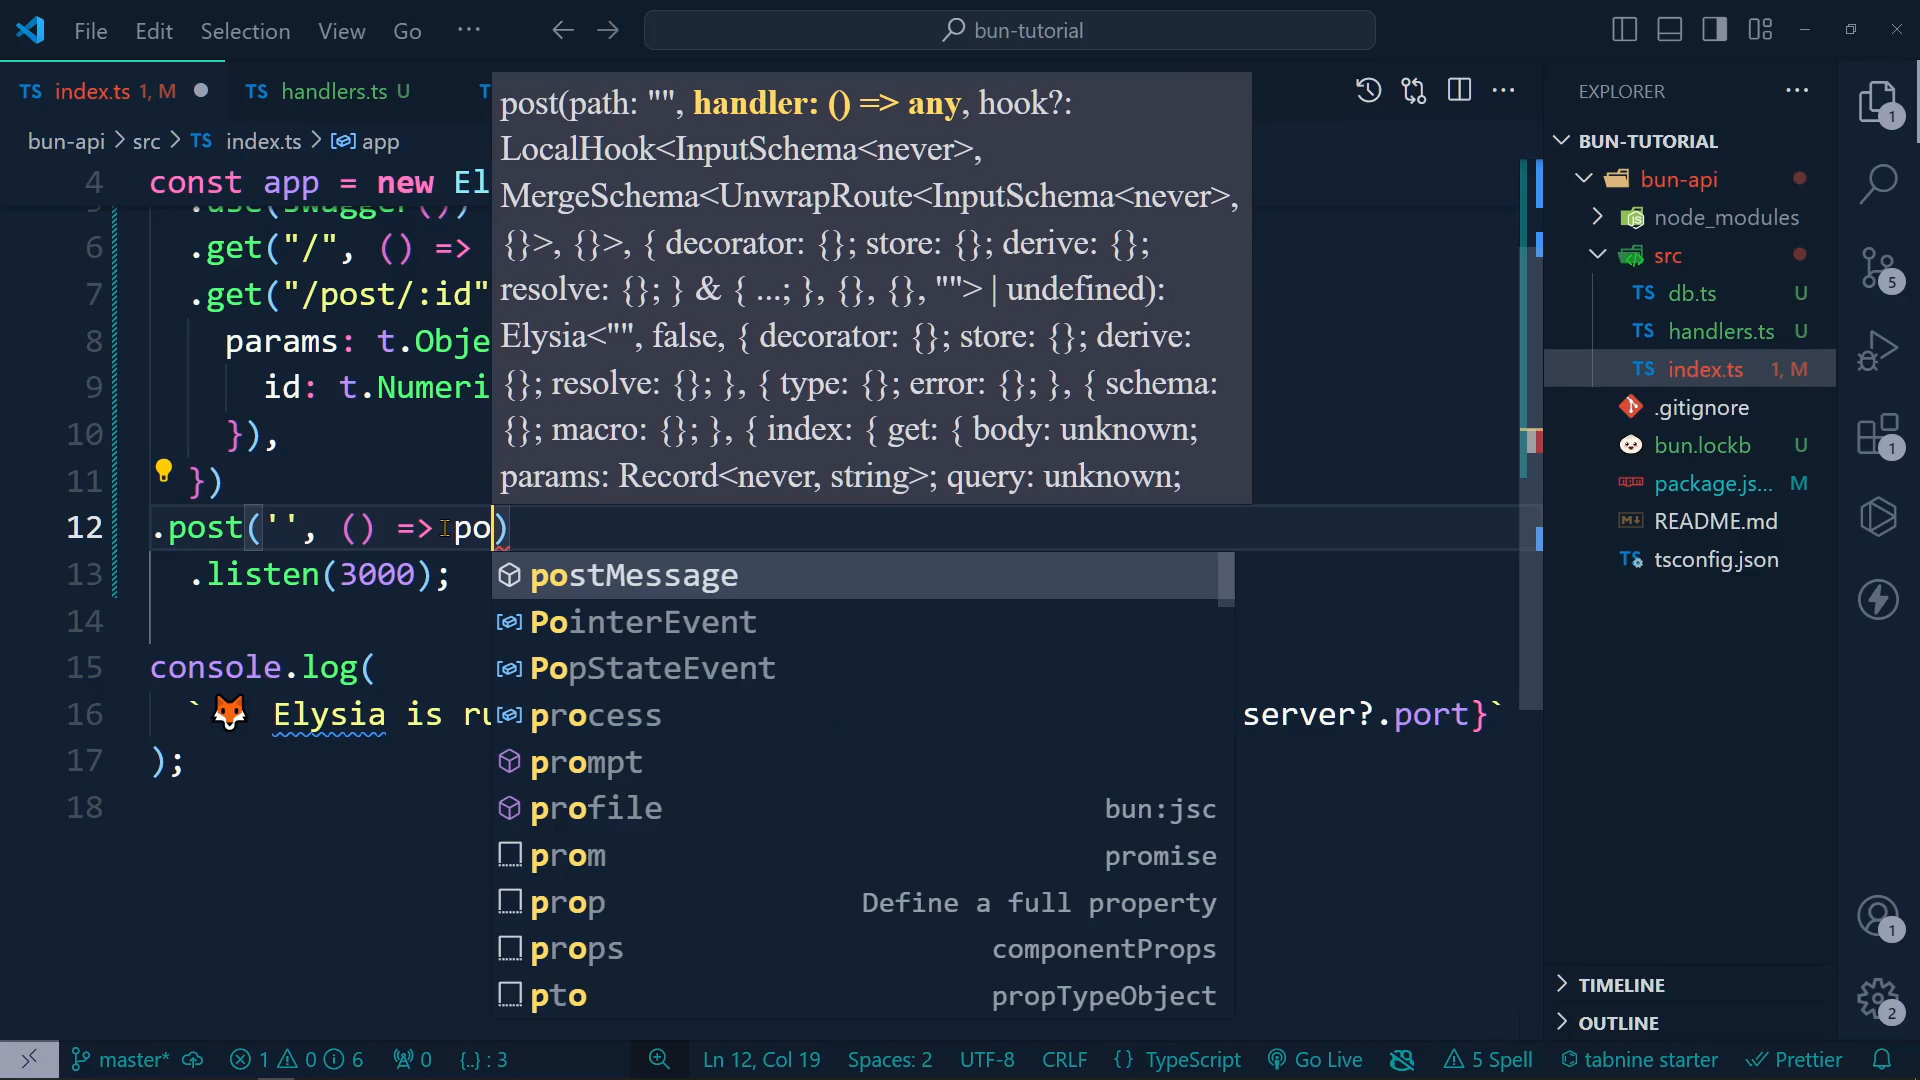 File Edit Selection View Go ··· bun-tutorial
TS index.ts 1, M TS handlers.ts U
bun-api > src > TS index.ts > app
4 const app = new El
.use(swagger())
6 .get("/", () =>
7 .get("/post/:id"
8 params: t.Obje
9 id: t.Numeri
10 }),
11 })
12 .post('', () => po)
13 .listen(3000);
14
15 console.log(
16 `🦊 Elysia is ru server?.port}`
17 );
18
post(path: "", handler: () => any, hook?:
LocalHook<InputSchema<never>,
MergeSchema<UnwrapRoute<InputSchema<never>,
{}>, {}>, { decorator: {}; store: {}; derive: {};
resolve: {}; } & { ...; }, {}, {}, ""> | undefined):
Elysia<"", false, { decorator: {}; store: {}; derive:
{}; resolve: {}; }, { type: {}; error: {}; }, { schema:
{}; macro: {}; }, { index: { get: { body: unknown;
params: Record<never, string>; query: unknown;
postMessage
PointerEvent
PopStateEvent
process
prompt
profile bun:jsc
prom promise
prop Define a full property
props componentProps
pto propTypeObject
EXPLORER ···
BUN-TUTORIAL
bun-api
node_modules
src
TS db.ts U
TS handlers.ts U
TS index.ts 1, M
.gitignore
bun.lockb U
package.js... M
README.md
tsconfig.json
TIMELINE
OUTLINE
1
5
1
1
2
master* 1 0 6 0 {..} : 3 Ln 12, Col 19 Spaces: 2 UTF-8 CRLF {} TypeScript Go Live 5 Spell tabnine starter Prettier